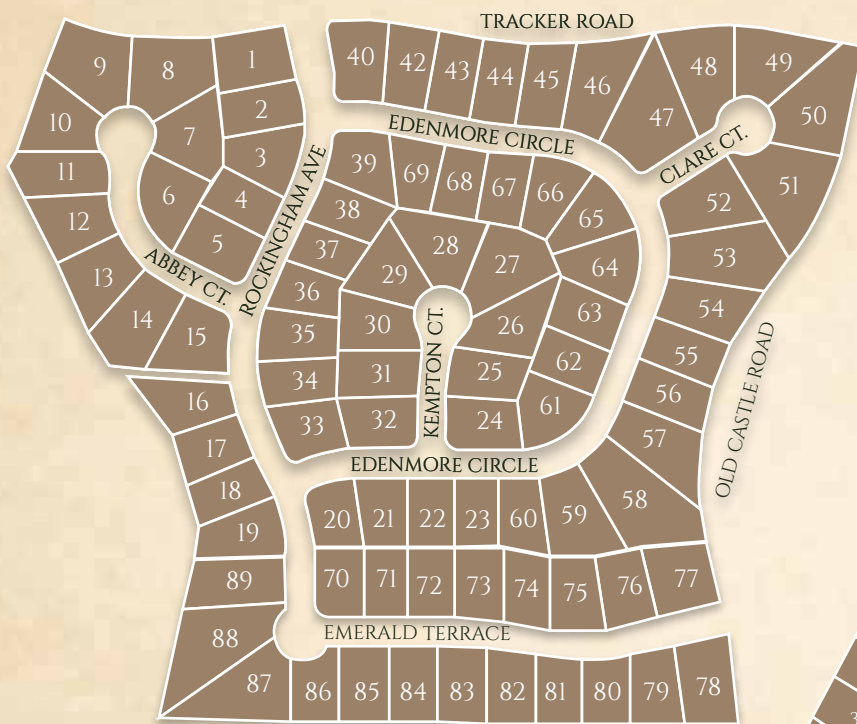 TRACKER ROAD
9 8 1
40 42 43 44 45 46 48 49
10 7 2 47 50
EDENMORE CIRCLE
CLARE CT.
11 3 39 69 68 67 66 51
6 4 38 65 52
12 5 37 28 27 64 53
ABBEY CT.
ROCKINGHAM AVE
13 36 29 63 54
14 15 35 30 26 62 55
KEMPTON CT.
34 31 25 56
16 33 32 24 61 57
OLD CASTLE ROAD
17
EDENMORE CIRCLE
18 20 21 22 23 60 59 58
19
89 70 71 72 73 74 75 76 77
88
EMERALD TERRACE
87 86 85 84 83 82 81 80 79 78